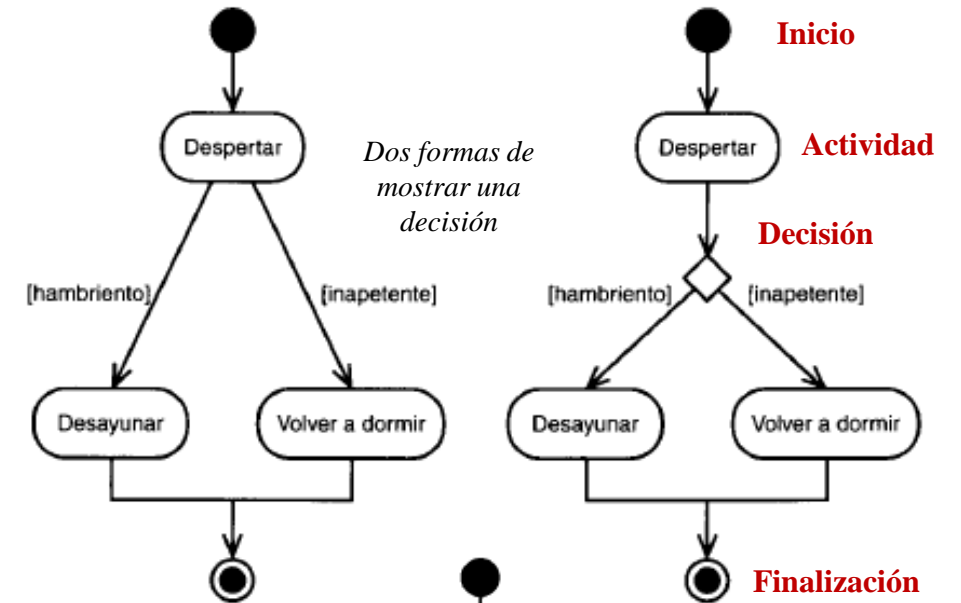 Inicio
Despertar
Dos formas de
mostrar una
decisión
Despertar
Actividad
Decisión
[hambriento]
[inapetente]
[hambriento]
[inapetente]
Desayunar
Volver a dormir
Desayunar
Volver a dormir
Finalización